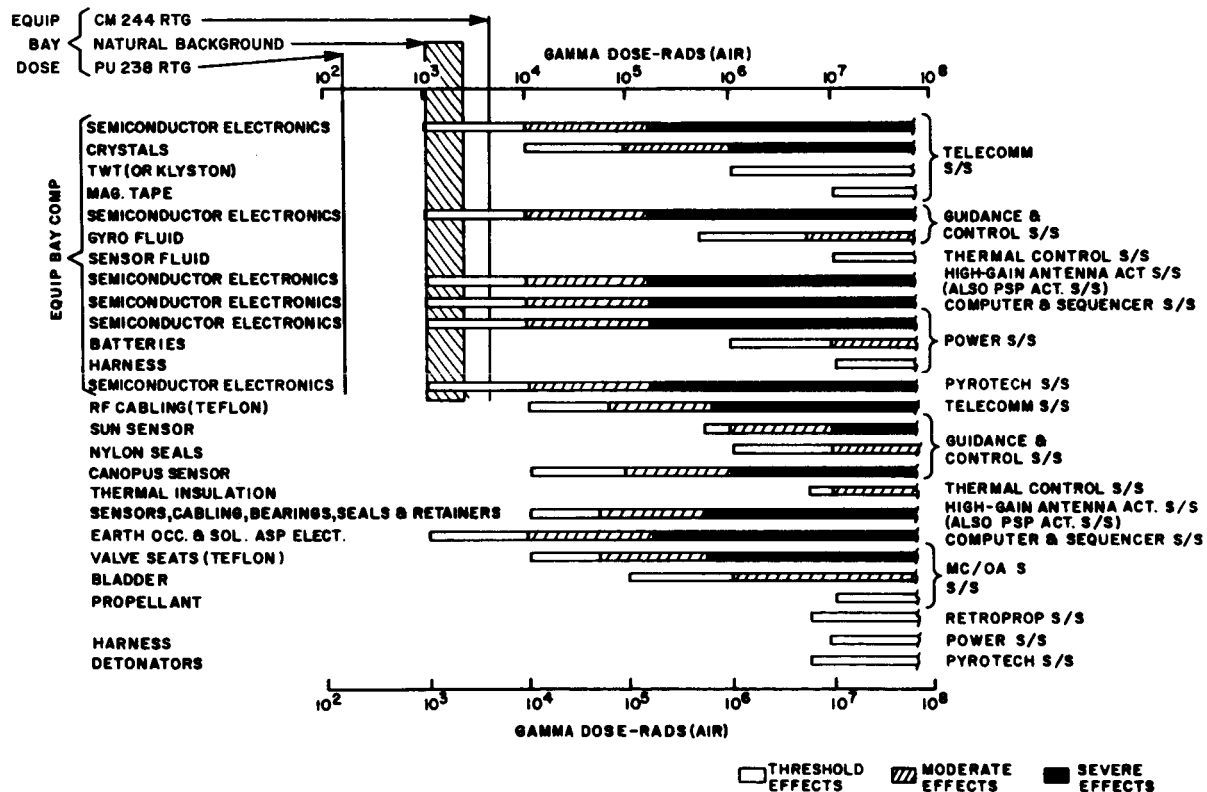 EQUIP CM 244 RTG
BAY NATURAL BACKGROUND
DOSE PU 238 RTG
GAMMA DOSE-RADS (AIR)
10² 10³ 10⁴ 10⁵ 10⁶ 10⁷ 10⁸
EQUIP BAY COMP
SEMICONDUCTOR ELECTRONICS
CRYSTALS
TWT (OR KLYSTON)
MAG. TAPE
TELECOMM
S/S
SEMICONDUCTOR ELECTRONICS
GYRO FLUID
GUIDANCE &
CONTROL S/S
SENSOR FLUID THERMAL CONTROL S/S
SEMICONDUCTOR ELECTRONICS HIGH-GAIN ANTENNA ACT S/S
(ALSO PSP ACT. S/S)
SEMICONDUCTOR ELECTRONICS COMPUTER & SEQUENCER S/S
SEMICONDUCTOR ELECTRONICS
BATTERIES POWER S/S
HARNESS
SEMICONDUCTOR ELECTRONICS PYROTECH S/S
RF CABLING (TEFLON) TELECOMM S/S
SUN SENSOR
NYLON SEALS
CANOPUS SENSOR
GUIDANCE &
CONTROL S/S
THERMAL INSULATION THERMAL CONTROL S/S
SENSORS, CABLING, BEARINGS, SEALS & RETAINERS HIGH-GAIN ANTENNA ACT. S/S
(ALSO PSP ACT. S/S)
EARTH OCC. & SOL. ASP ELECT. COMPUTER & SEQUENCER S/S
VALVE SEATS (TEFLON)
BLADDER
PROPELLANT
MC/OA S
S/S
RETROPROP S/S
HARNESS POWER S/S
DETONATORS PYROTECH S/S
10² 10³ 10⁴ 10⁵ 10⁶ 10⁷ 10⁸
GAMMA DOSE-RADS (AIR)
THRESHOLD EFFECTS
MODERATE EFFECTS
SEVERE EFFECTS